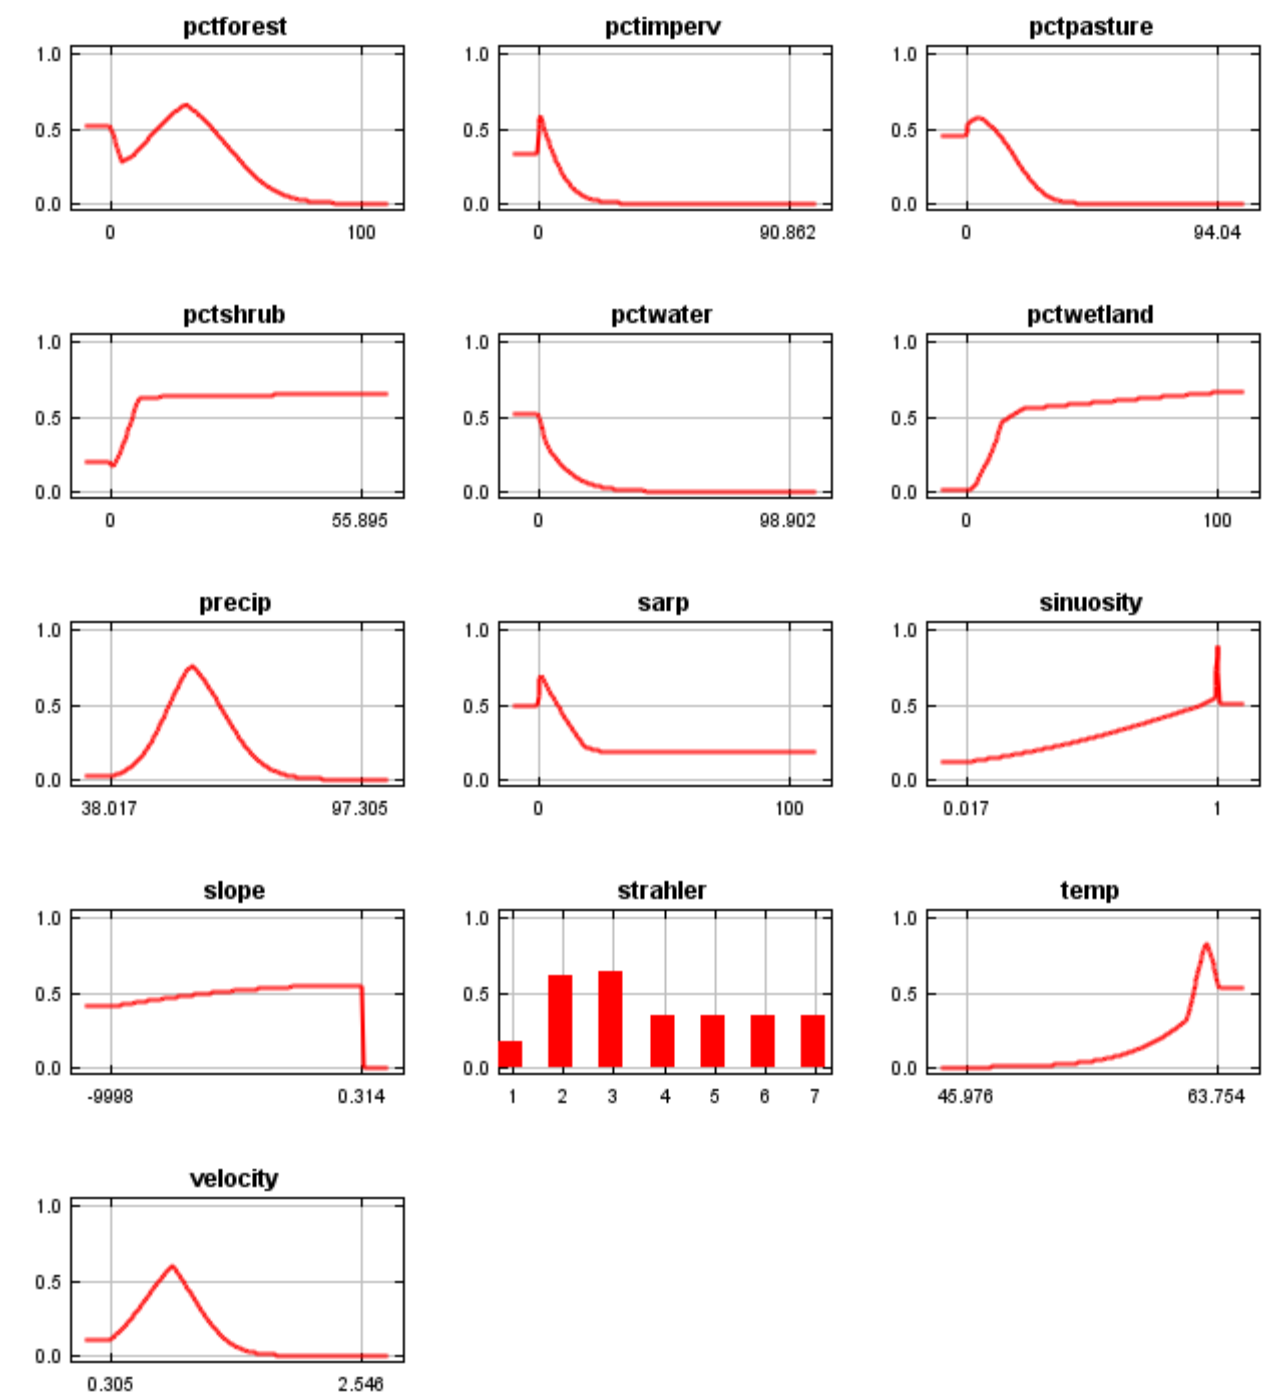 pctforest pctimperv pctpasture
1.0 1.0 1.0
0.5 0.5 0.5
0.0 0.0 0.0
0 100 0 90.862 0 94.04
pctshrub pctwater pctwetland
1.0 1.0 1.0
0.5 0.5 0.5
0.0 0.0 0.0
0 55.895 0 98.902 0 100
precip sarp sinuosity
1.0 1.0 1.0
0.5 0.5 0.5
0.0 0.0 0.0
38.017 97.305 0 100 0.017 1
slope strahler temp
1.0 1.0 1.0
0.5 0.5 0.5
0.0 0.0 0.0
-9998 0.314 1 2 3 4 5 6 7 45.976 63.754
velocity
1.0
0.5
0.0
0.305 2.546